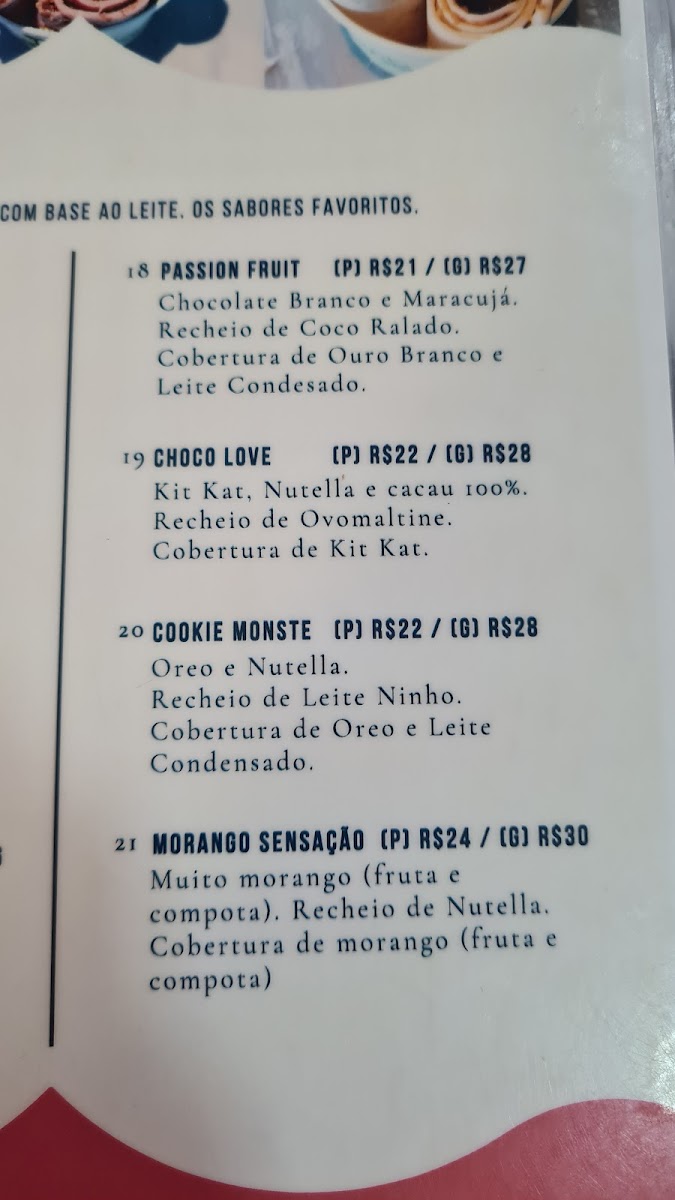 COM BASE AO LEITE. OS SABORES FAVORITOS.
18 PASSION FRUIT (P) R$21 / (G) R$27
Chocolate Branco e Maracujá.
Recheio de Coco Ralado.
Cobertura de Ouro Branco e
Leite Condesado.
19 CHOCO LOVE (P) R$22 / (G) R$28
Kit Kat, Nutella e cacau 100%.
Recheio de Ovomaltine.
Cobertura de Kit Kat.
20 COOKIE MONSTE (P) R$22 / (G) R$28
Oreo e Nutella.
Recheio de Leite Ninho.
Cobertura de Oreo e Leite
Condensado.
21 MORANGO SENSAÇÃO (P) R$24 / (G) R$30
Muito morango (fruta e
compota). Recheio de Nutella.
Cobertura de morango (fruta e
compota)